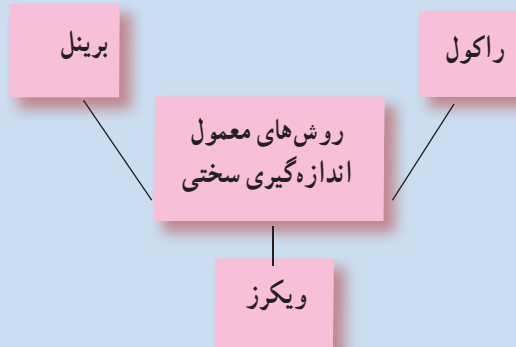 راکول
برینل
روش‌های معمول
اندازه‌گیری سختی
ویکرز